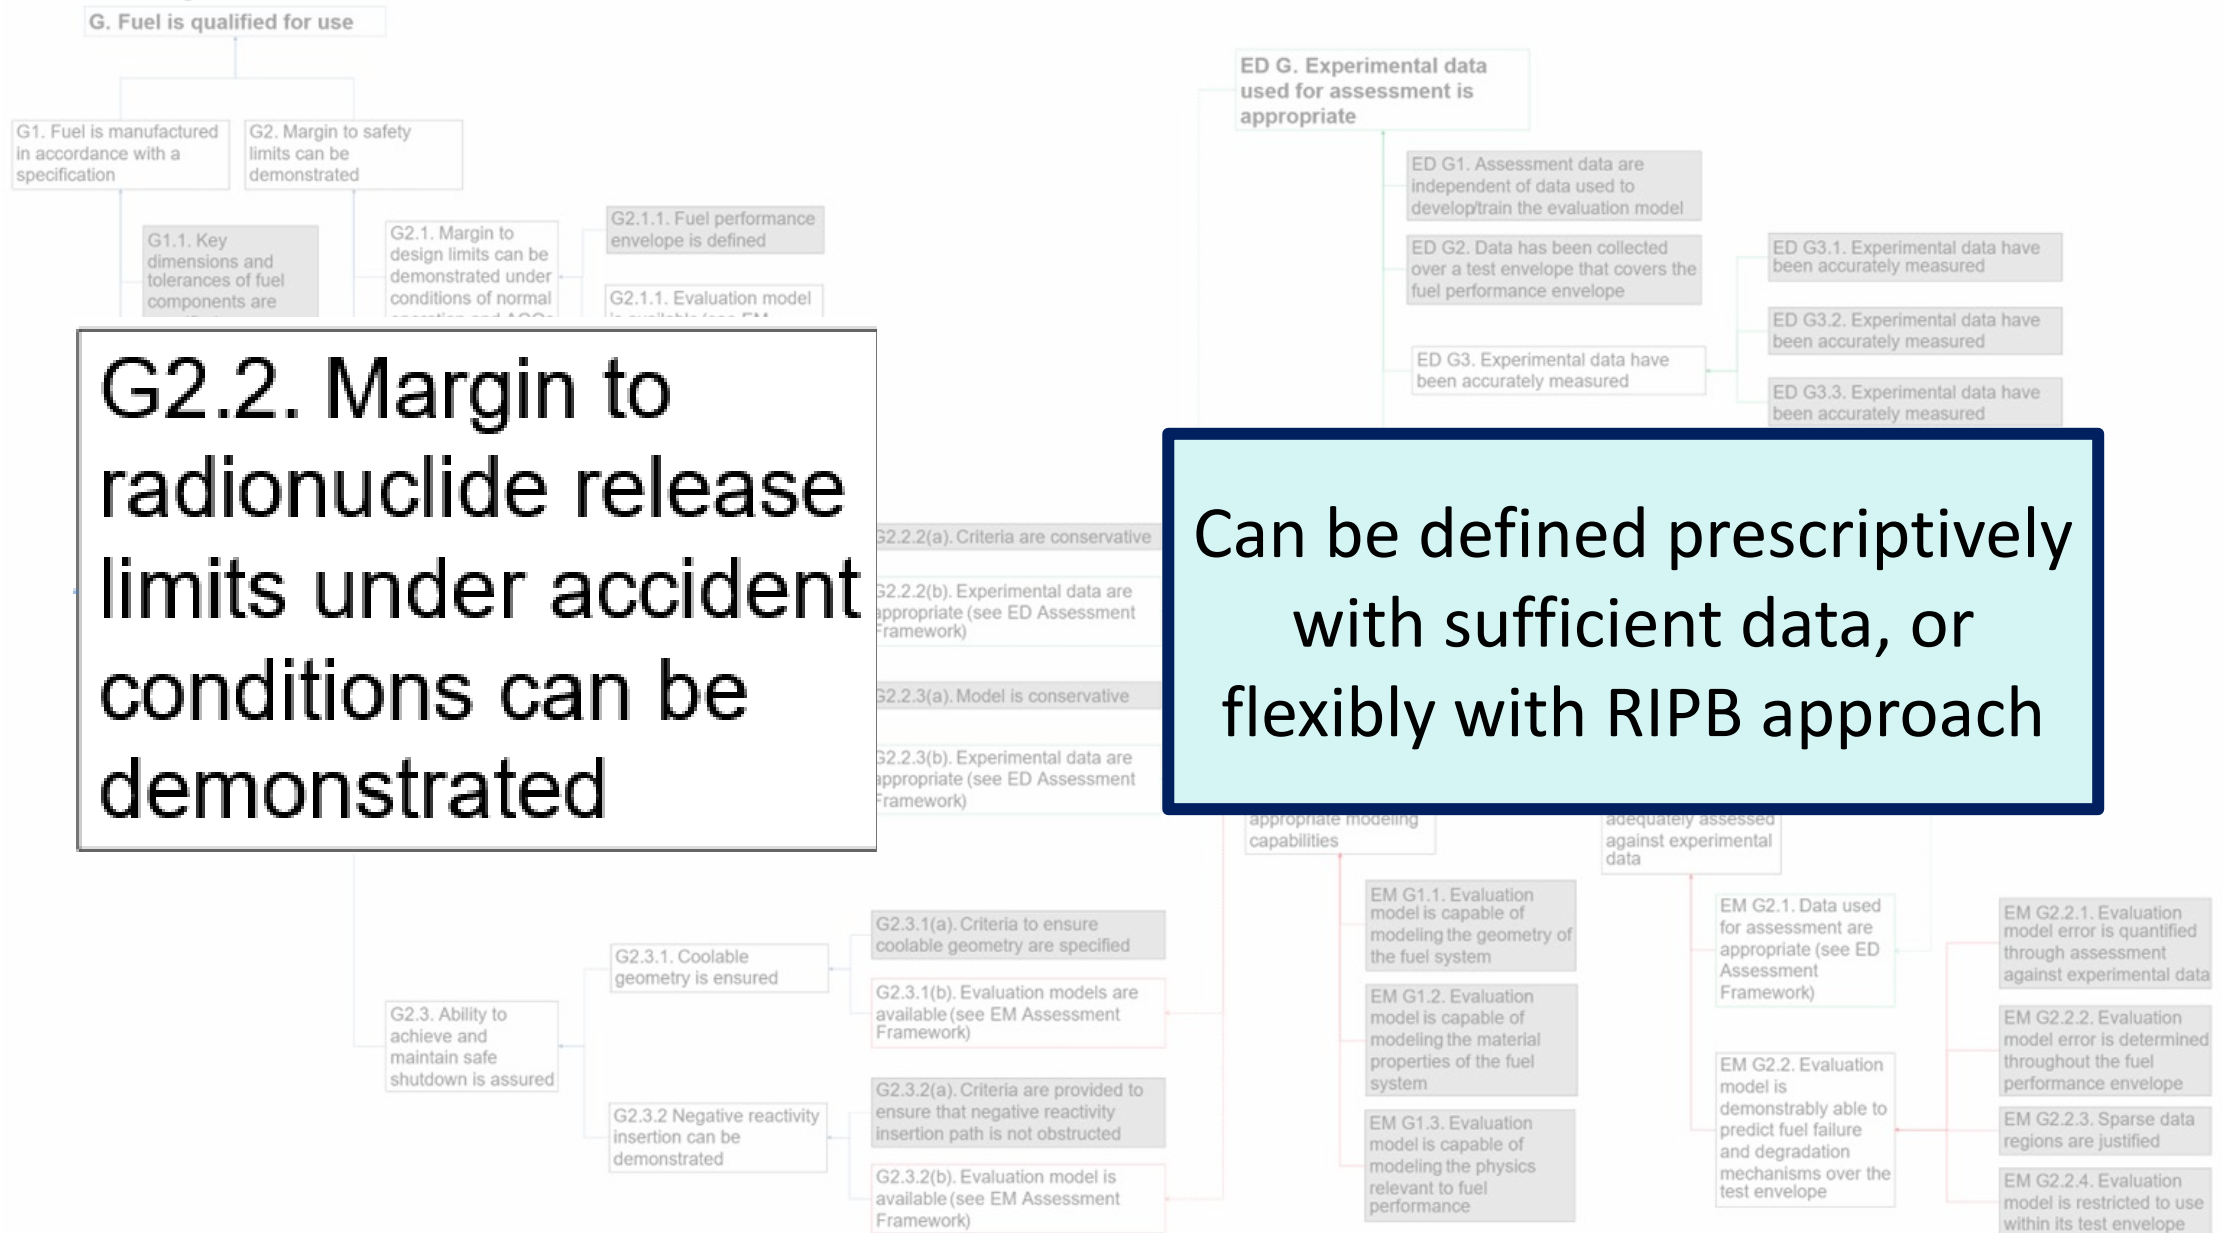 G. Fuel is qualified for use
G1. Fuel is manufactured
in accordance with a
specification
G2. Margin to safety
limits can be
demonstrated
G1.1. Key
dimensions and
tolerances of fuel
components are
G2.1. Margin to
design limits can be
demonstrated under
conditions of normal
G2.1.1. Fuel performance
envelope is defined
G2.1.1. Evaluation model
G2.2. Margin to
radionuclide release
limits under accident
conditions can be
demonstrated
G2.2.2(a). Criteria are conservative
G2.2.2(b). Experimental data are
appropriate (see ED Assessment
Framework)
G2.2.3(a). Model is conservative
G2.2.3(b). Experimental data are
appropriate (see ED Assessment
Framework)
G2.3. Ability to
achieve and
maintain safe
shutdown is assured
G2.3.1. Coolable
geometry is ensured
G2.3.2 Negative reactivity
insertion can be
demonstrated
G2.3.1(a). Criteria to ensure
coolable geometry are specified
G2.3.1(b). Evaluation models are
available (see EM Assessment
Framework)
G2.3.2(a). Criteria are provided to
ensure that negative reactivity
insertion path is not obstructed
G2.3.2(b). Evaluation model is
available (see EM Assessment
Framework)
ED G. Experimental data
used for assessment is
appropriate
ED G1. Assessment data are
independent of data used to
develop/train the evaluation model
ED G2. Data has been collected
over a test envelope that covers the
fuel performance envelope
ED G3. Experimental data have
been accurately measured
ED G3.1. Experimental data have
been accurately measured
ED G3.2. Experimental data have
been accurately measured
ED G3.3. Experimental data have
been accurately measured
Can be defined prescriptively
with sufficient data, or
flexibly with RIPB approach
appropriate modeling
capabilities
adequately assessed
against experimental
data
EM G1.1. Evaluation
model is capable of
modeling the geometry of
the fuel system
EM G1.2. Evaluation
model is capable of
modeling the material
properties of the fuel
system
EM G1.3. Evaluation
model is capable of
modeling the physics
relevant to fuel
performance
EM G2.1. Data used
for assessment are
appropriate (see ED
Assessment
Framework)
EM G2.2. Evaluation
model is
demonstrably able to
predict fuel failure
and degradation
mechanisms over the
test envelope
EM G2.2.1. Evaluation
model error is quantified
through assessment
against experimental data
EM G2.2.2. Evaluation
model error is determined
throughout the fuel
performance envelope
EM G2.2.3. Sparse data
regions are justified
EM G2.2.4. Evaluation
model is restricted to use
within its test envelope